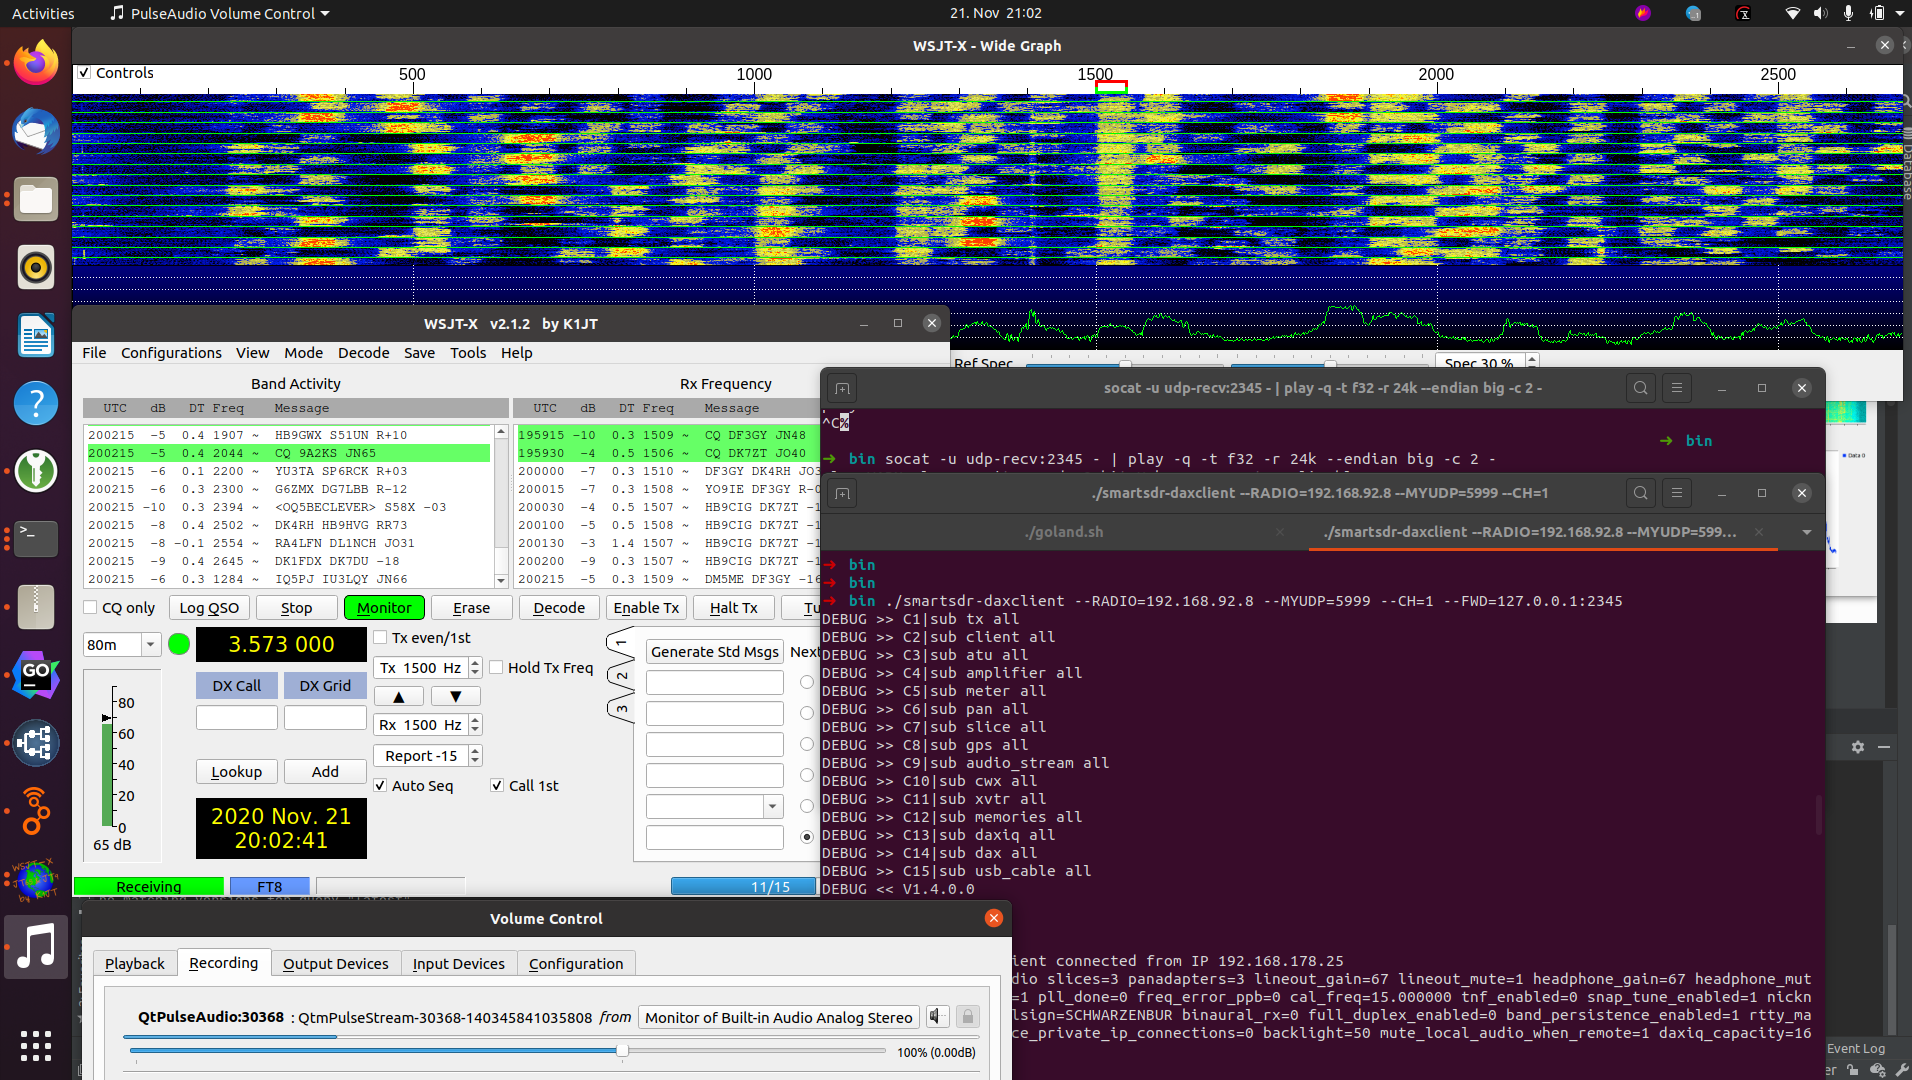 Activities
PulseAudio Volume Control
21. Nov 21:02
WSJT-X - Wide Graph
Controls
500 1000 1500 2000 2500
Database
WSJT-X v2.1.2 by K1JT
File Configurations View Mode Decode Save Tools Help
Band Activity
Rx Frequency
UTC dB DT Freq Message
200215 -5 0.4 1907 ~ HB9GWX S51UN R+10
200215 -5 0.4 2044 ~ CQ 9A2KS JN65
200215 -6 0.1 2200 ~ YU3TA SP6RCK R+03
200215 -6 0.3 2300 ~ G6ZMX DG7LBB R-12
200215 -10 0.3 2394 ~ <OQ5BECLEVER> S58X -03
200215 -8 0.4 2502 ~ DK4RH HB9HVG RR73
200215 -8 -0.1 2554 ~ RA4LFN DL1NCH JO31
200215 -9 0.4 2645 ~ DK1FDX DK7DU -18
200215 -6 0.3 1284 ~ IQ5PJ IU3LQY JN66
UTC dB DT Freq Message
195915 -10 0.3 1509 ~ CQ DF3GY JN48
195930 -4 0.5 1506 ~ CQ DK7ZT JO40
200000 -7 0.3 1510 ~ DF3GY DK4RH JO3
200015 -7 0.3 1508 ~ YO9IE DF3GY R-0
200030 -4 0.5 1507 ~ HB9CIG DK7ZT -1
200100 -5 0.5 1508 ~ HB9CIG DK7ZT -1
200130 -3 1.4 1507 ~ HB9CIG DK7ZT -1
200200 -9 0.3 1507 ~ HB9CIG DK7ZT -1
200215 -5 0.3 1509 ~ DM5ME DF3GY -16
CQ only
Log QSO
Stop
Monitor
Erase
Decode
Enable Tx
Halt Tx
Tu
80m
3.573 000
Tx even/1st
Tx 1500 Hz
Hold Tx Freq
DX Call
DX Grid
Rx 1500 Hz
Report -15
Lookup
Add
Auto Seq
Call 1st
2020 Nov. 21
20:02:41
80
60
40
20
0
65 dB
1
2
3
Generate Std Msgs
Next
Receiving
FT8
11/15
Ref Spec
Spec 30 %
socat -u udp-recv:2345 - | play -q -t f32 -r 24k --endian big -c 2 -
^C%
➜ bin
➜ bin socat -u udp-recv:2345 - | play -q -t f32 -r 24k --endian big -c 2 -
Data 0
./smartsdr-daxclient --RADIO=192.168.92.8 --MYUDP=5999 --CH=1
./goland.sh
./smartsdr-daxclient --RADIO=192.168.92.8 --MYUDP=599...
➜ bin
➜ bin
➜ bin ./smartsdr-daxclient --RADIO=192.168.92.8 --MYUDP=5999 --CH=1 --FWD=127.0.0.1:2345
DEBUG >> C1|sub tx all
DEBUG >> C2|sub client all
DEBUG >> C3|sub atu all
DEBUG >> C4|sub amplifier all
DEBUG >> C5|sub meter all
DEBUG >> C6|sub pan all
DEBUG >> C7|sub slice all
DEBUG >> C8|sub gps all
DEBUG >> C9|sub audio_stream all
DEBUG >> C10|sub cwx all
DEBUG >> C11|sub xvtr all
DEBUG >> C12|sub memories all
DEBUG >> C13|sub daxiq all
DEBUG >> C14|sub dax all
DEBUG >> C15|sub usb_cable all
DEBUG << V1.4.0.0
ient connected from IP 192.168.178.25
dio slices=3 panadapters=3 lineout_gain=67 lineout_mute=1 headphone_gain=67 headphone_mut
=1 pll_done=0 freq_error_ppb=0 cal_freq=15.000000 tnf_enabled=0 snap_tune_enabled=1 nickn
lsign=SCHWARZENBUR binaural_rx=0 full_duplex_enabled=0 band_persistence_enabled=1 rtty_ma
ce_private_ip_connections=0 backlight=50 mute_local_audio_when_remote=1 daxiq_capacity=16
Volume Control
Playback
Recording
Output Devices
Input Devices
Configuration
QtPulseAudio:30368 : QtmPulseStream-30368-140345841035808 from Monitor of Built-in Audio Analog Stereo
100% (0.00dB)
Event Log
er
GO
>_